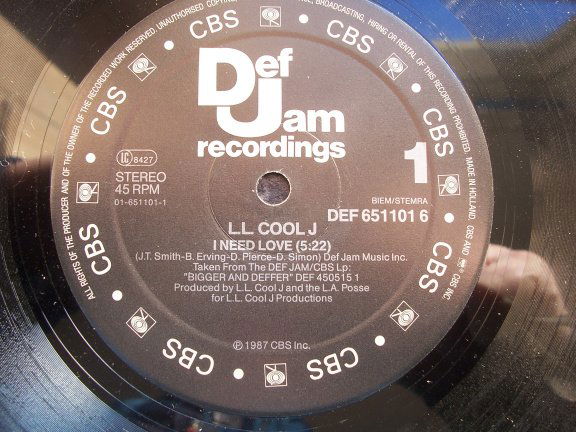 Def
Jam
recordings
1
LC 8427
STEREO
45 RPM
01-651101-1
BIEM/STEMRA
DEF 651101 6
L.L COOL J
I NEED LOVE (5:22)
(J.T. Smith-B. Erving-D. Pierce-D. Simon) Def Jam Music Inc.
Taken From The DEF JAM/CBS Lp:
"BIGGER AND DEFFER" DEF 450515 1
Produced by L.L. Cool J and the L.A. Posse
for L.L. Cool J Productions
℗ 1987 CBS Inc.
ALL RIGHTS OF THE PRODUCER AND OF THE OWNER OF THE RECORDED WORK RESERVED. UNAUTHORISED COPYING,
BROADCASTING, HIRING OR RENTAL OF THIS RECORDING PROHIBITED. MADE IN HOLLAND. CBS AND
CBS INC.
CBS
CBS
CBS
CBS
CBS
CBS
CBS
CBS
CBS